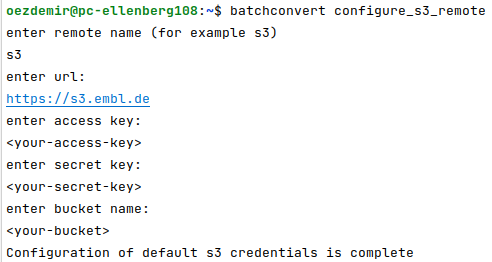 oezdemir@pc-ellenberg108:~$ batchconvert configure_s3_remote
enter remote name (for example s3)
s3
enter url:
https://s3.embl.de
enter access key:
<your-access-key>
enter secret key:
<your-secret-key>
enter bucket name:
<your-bucket>
Configuration of default s3 credentials is complete